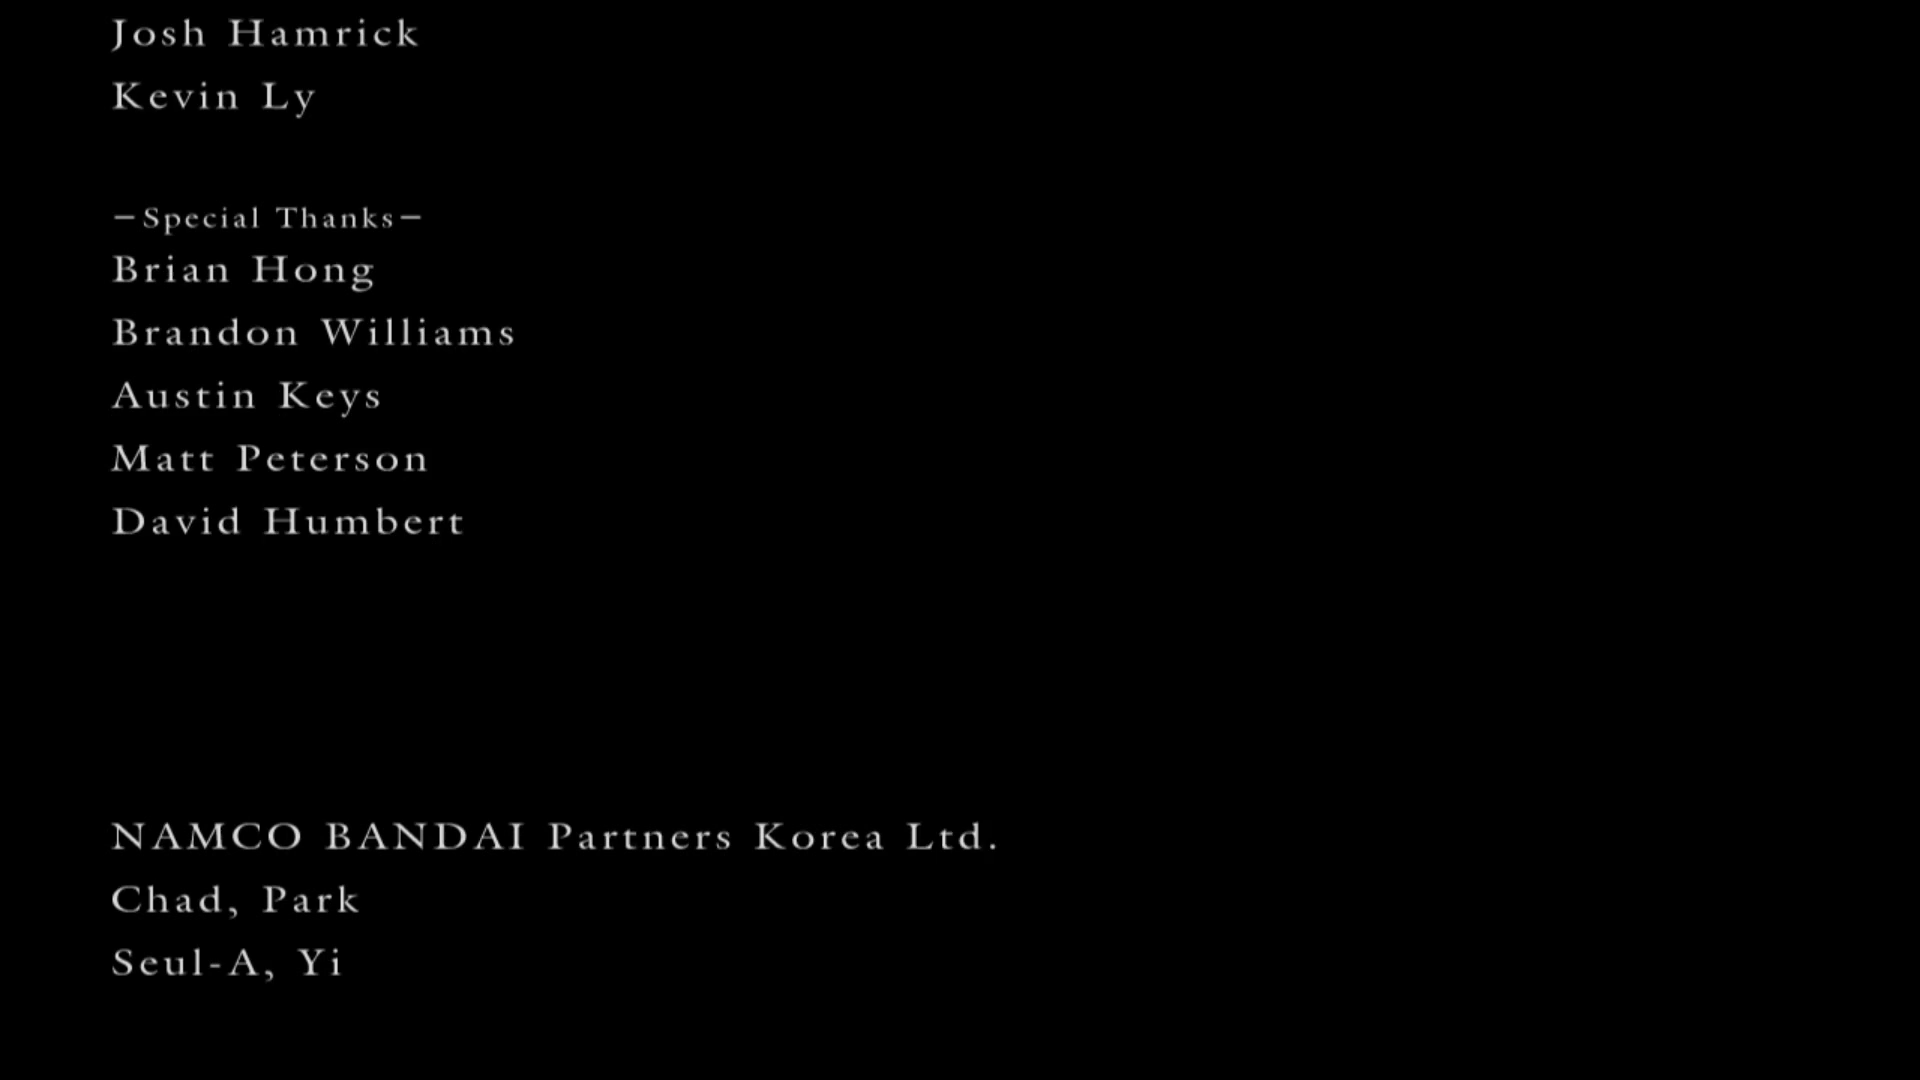 Josh Hamrick
Kevin Ly
—Special Thanks—
Brian Hong
Brandon Williams
Austin Keys
Matt Peterson
David Humbert
NAMCO BANDAI Partners Korea Ltd.
Chad, Park
Seul-A, Yi